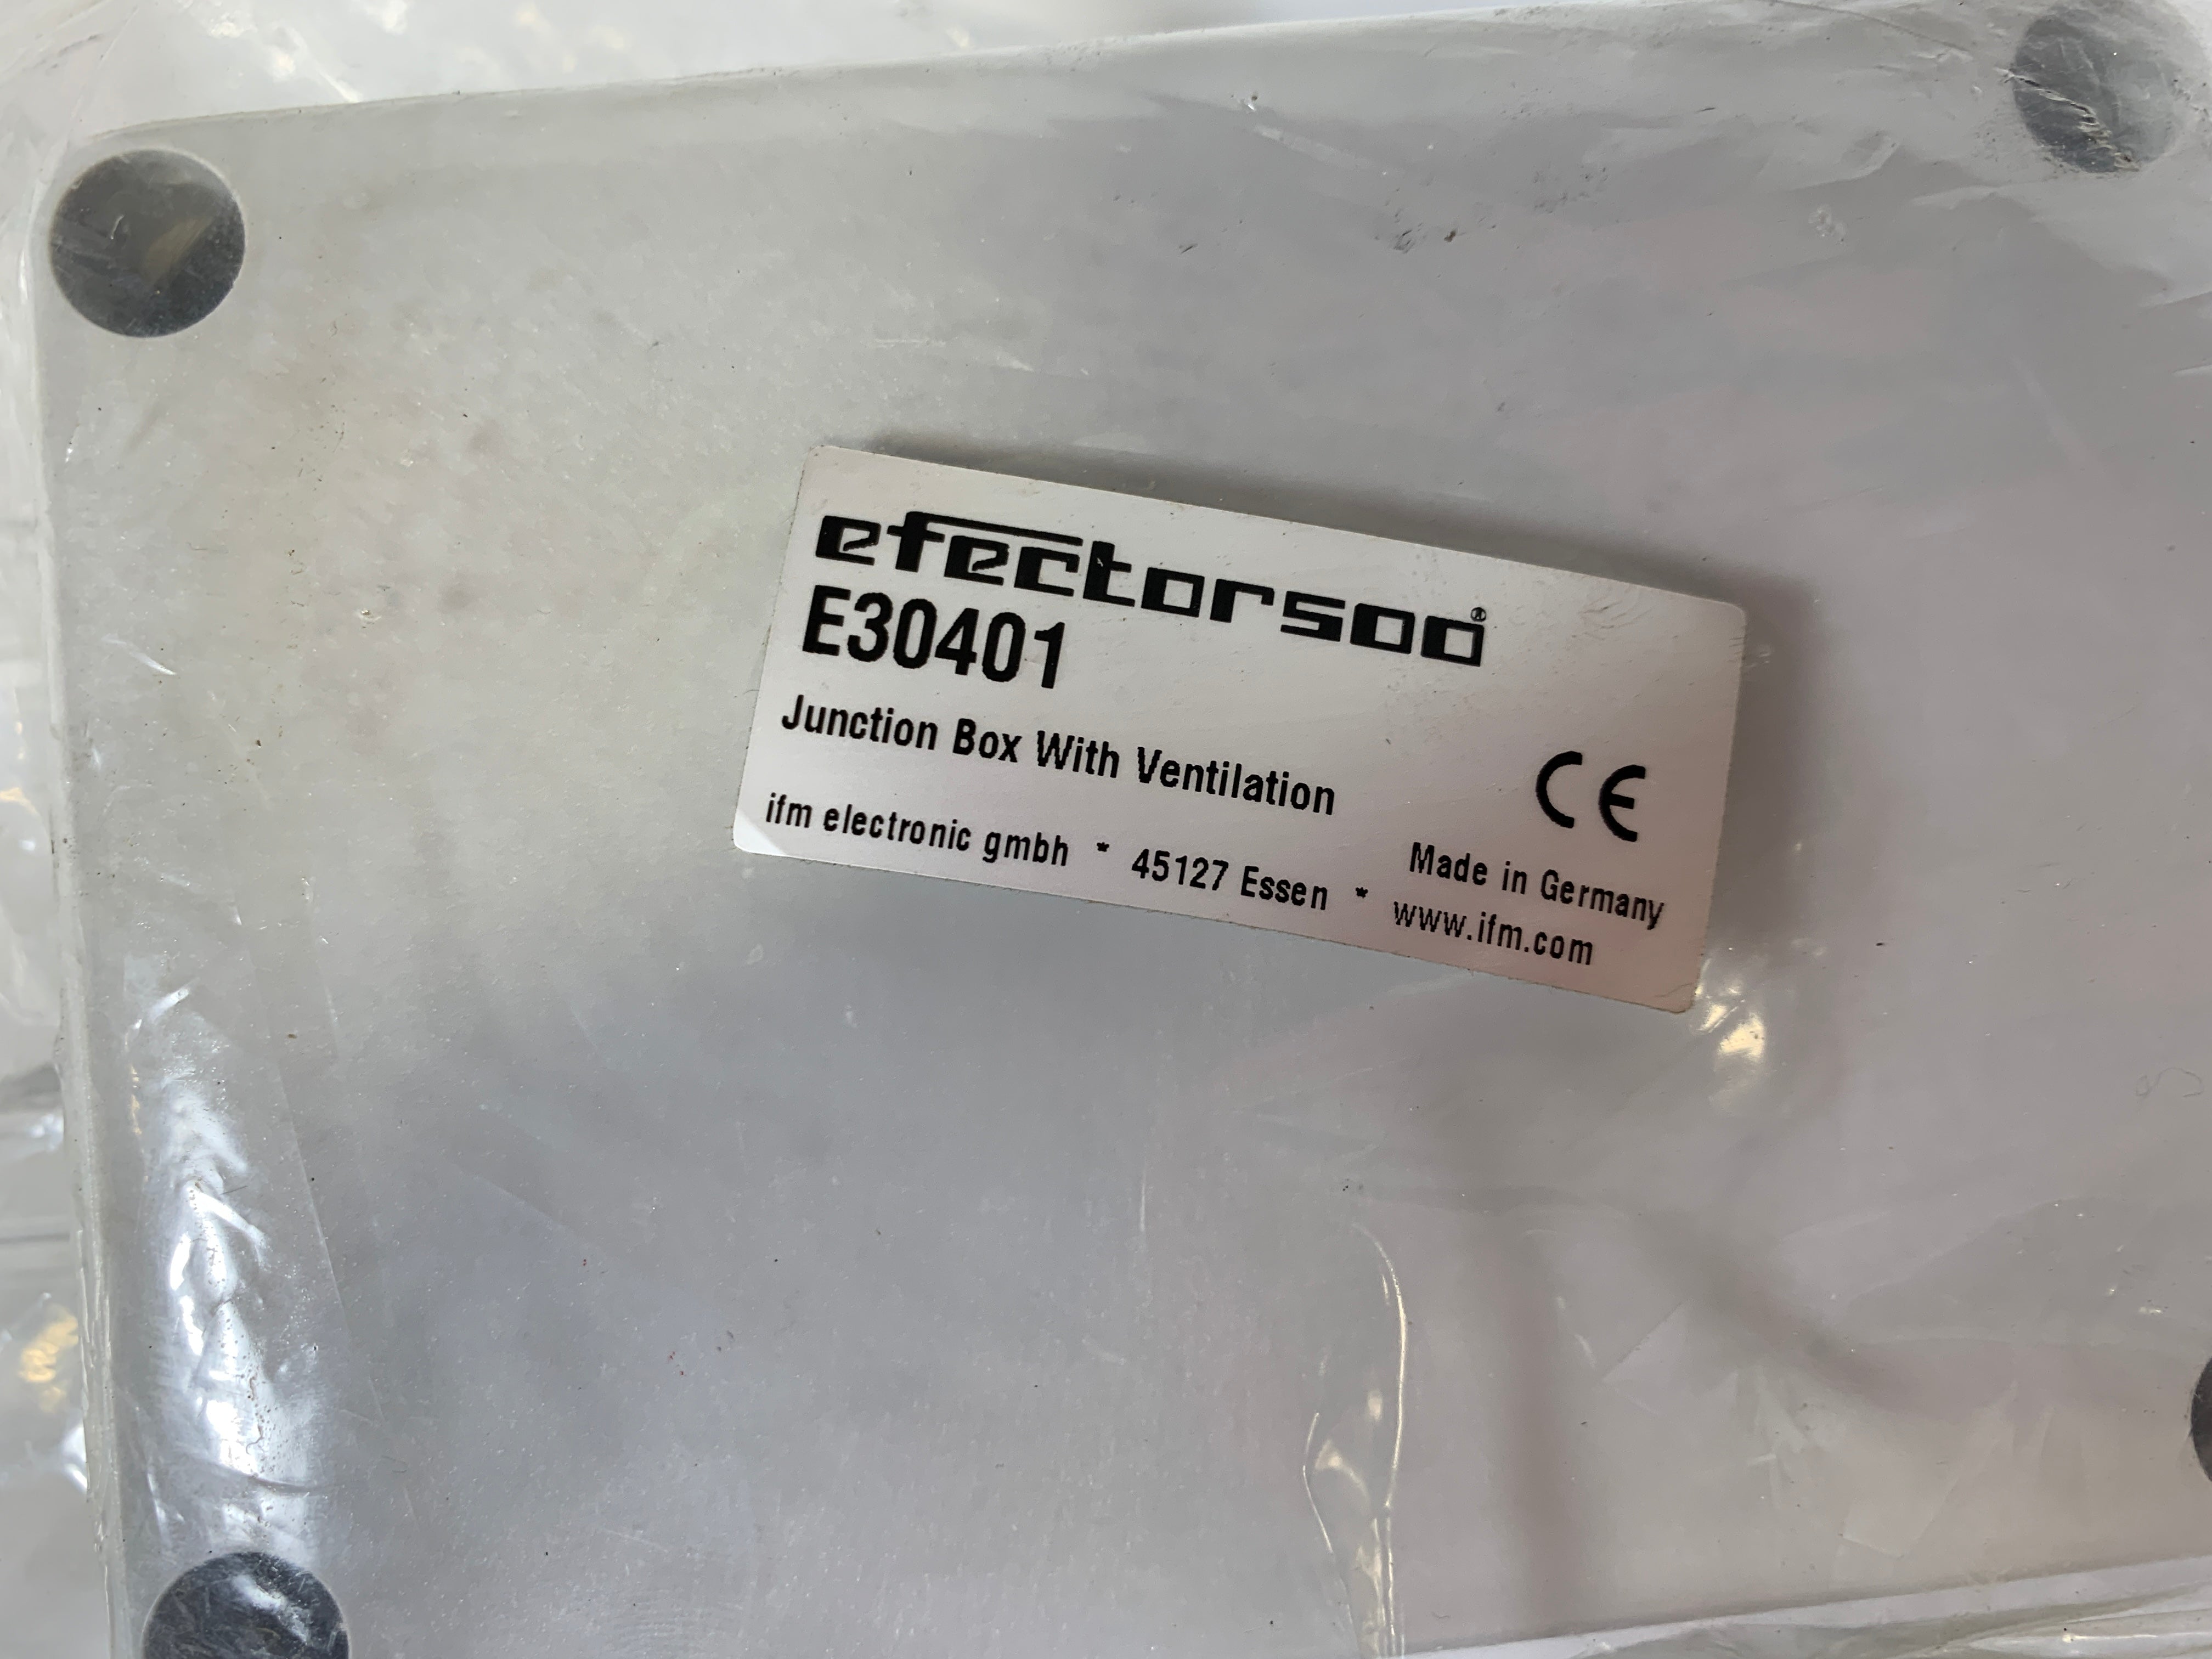 efector500®
E30401
Junction Box With Ventilation
CE
Made in Germany
ifm electronic gmbh * 45127 Essen * www.ifm.com